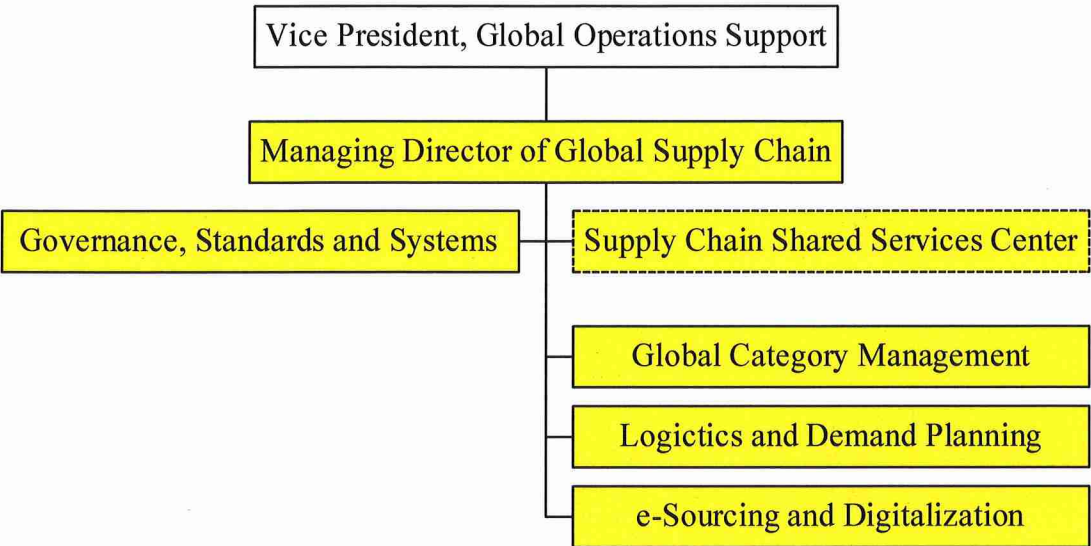 Vice President, Global Operations Support
Managing Director of Global Supply Chain
Governance, Standards and Systems
Supply Chain Shared Services Center
Global Category Management
Logictics and Demand Planning
e-Sourcing and Digitalization